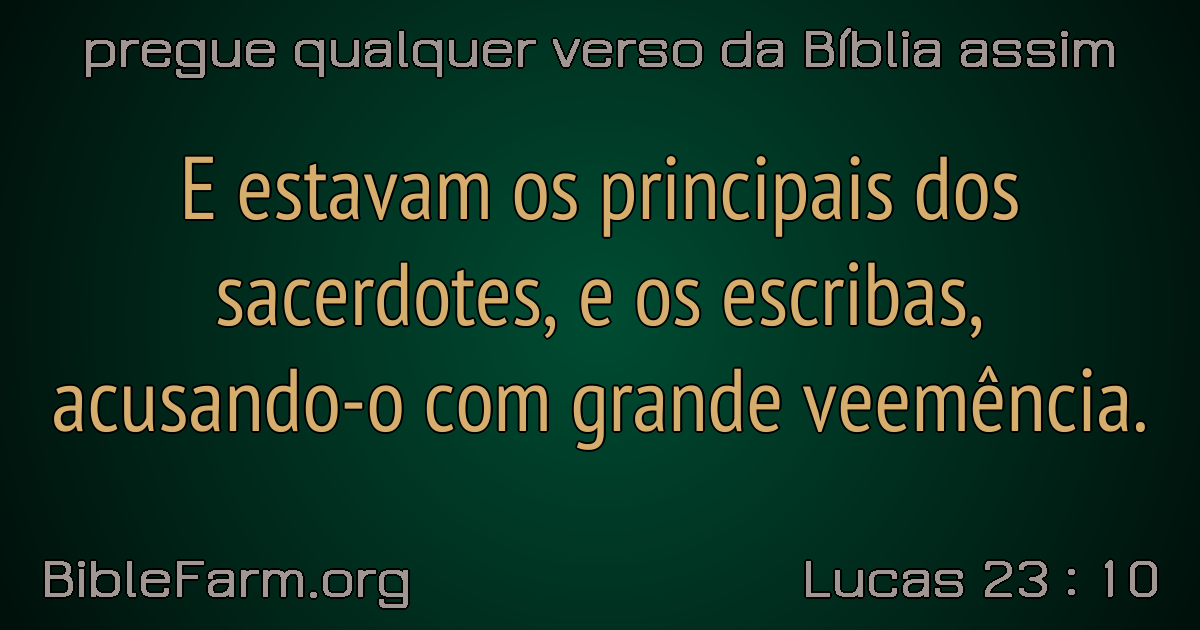 pregue qualquer verso da Bíblia assim
E estavam os principais dos
sacerdotes, e os escribas,
acusando-o com grande veemência.
BibleFarm.org
Lucas 23 : 10